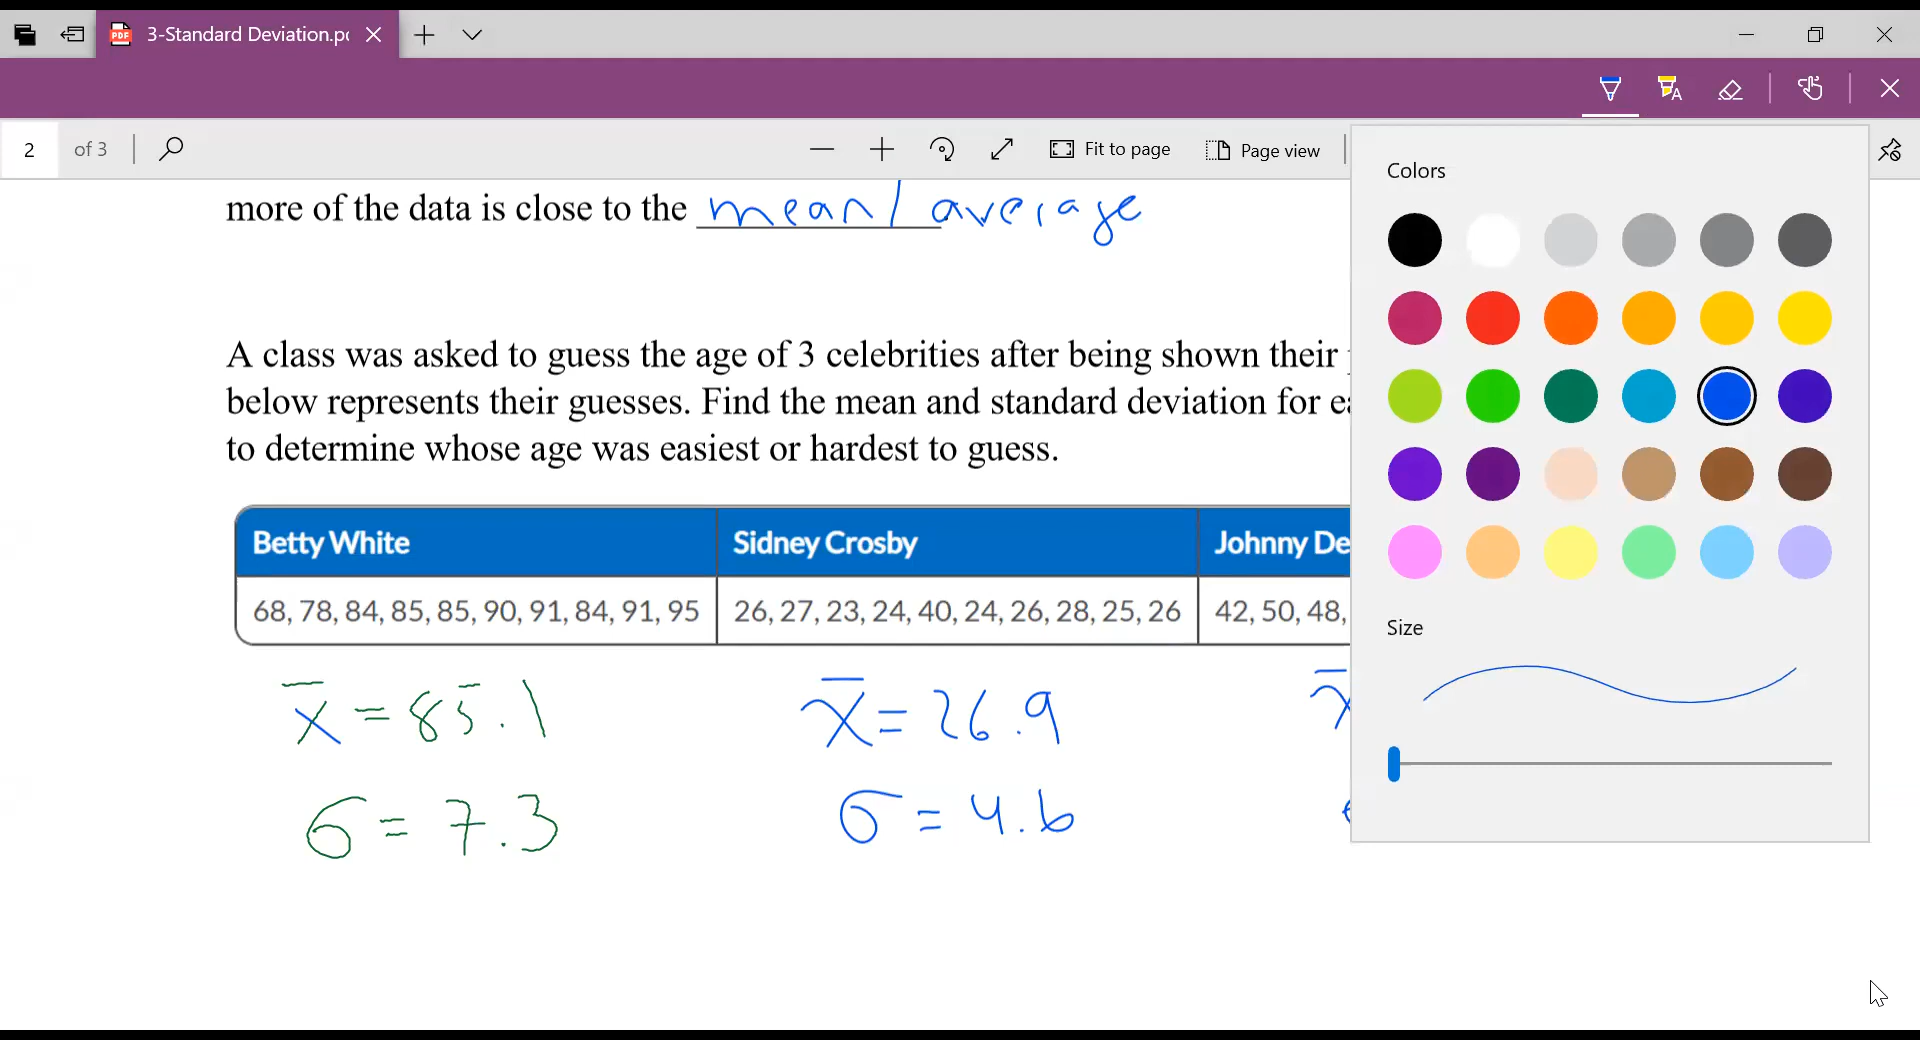 3-Standard Deviation.pd
2 of 3
Fit to page
Page view
Colors
more of the data is close to the mean/average
A class was asked to guess the age of 3 celebrities after being shown their
below represents their guesses. Find the mean and standard deviation for ea
to determine whose age was easiest or hardest to guess.
Betty White Sidney Crosby Johnny De
68, 78, 84, 85, 85, 90, 91, 84, 91, 95 26, 27, 23, 24, 40, 24, 26, 28, 25, 26 42, 50, 48,
Size
x̄ = 85.1 x̄ = 26.9 x̄
σ = 7.3 σ = 4.6